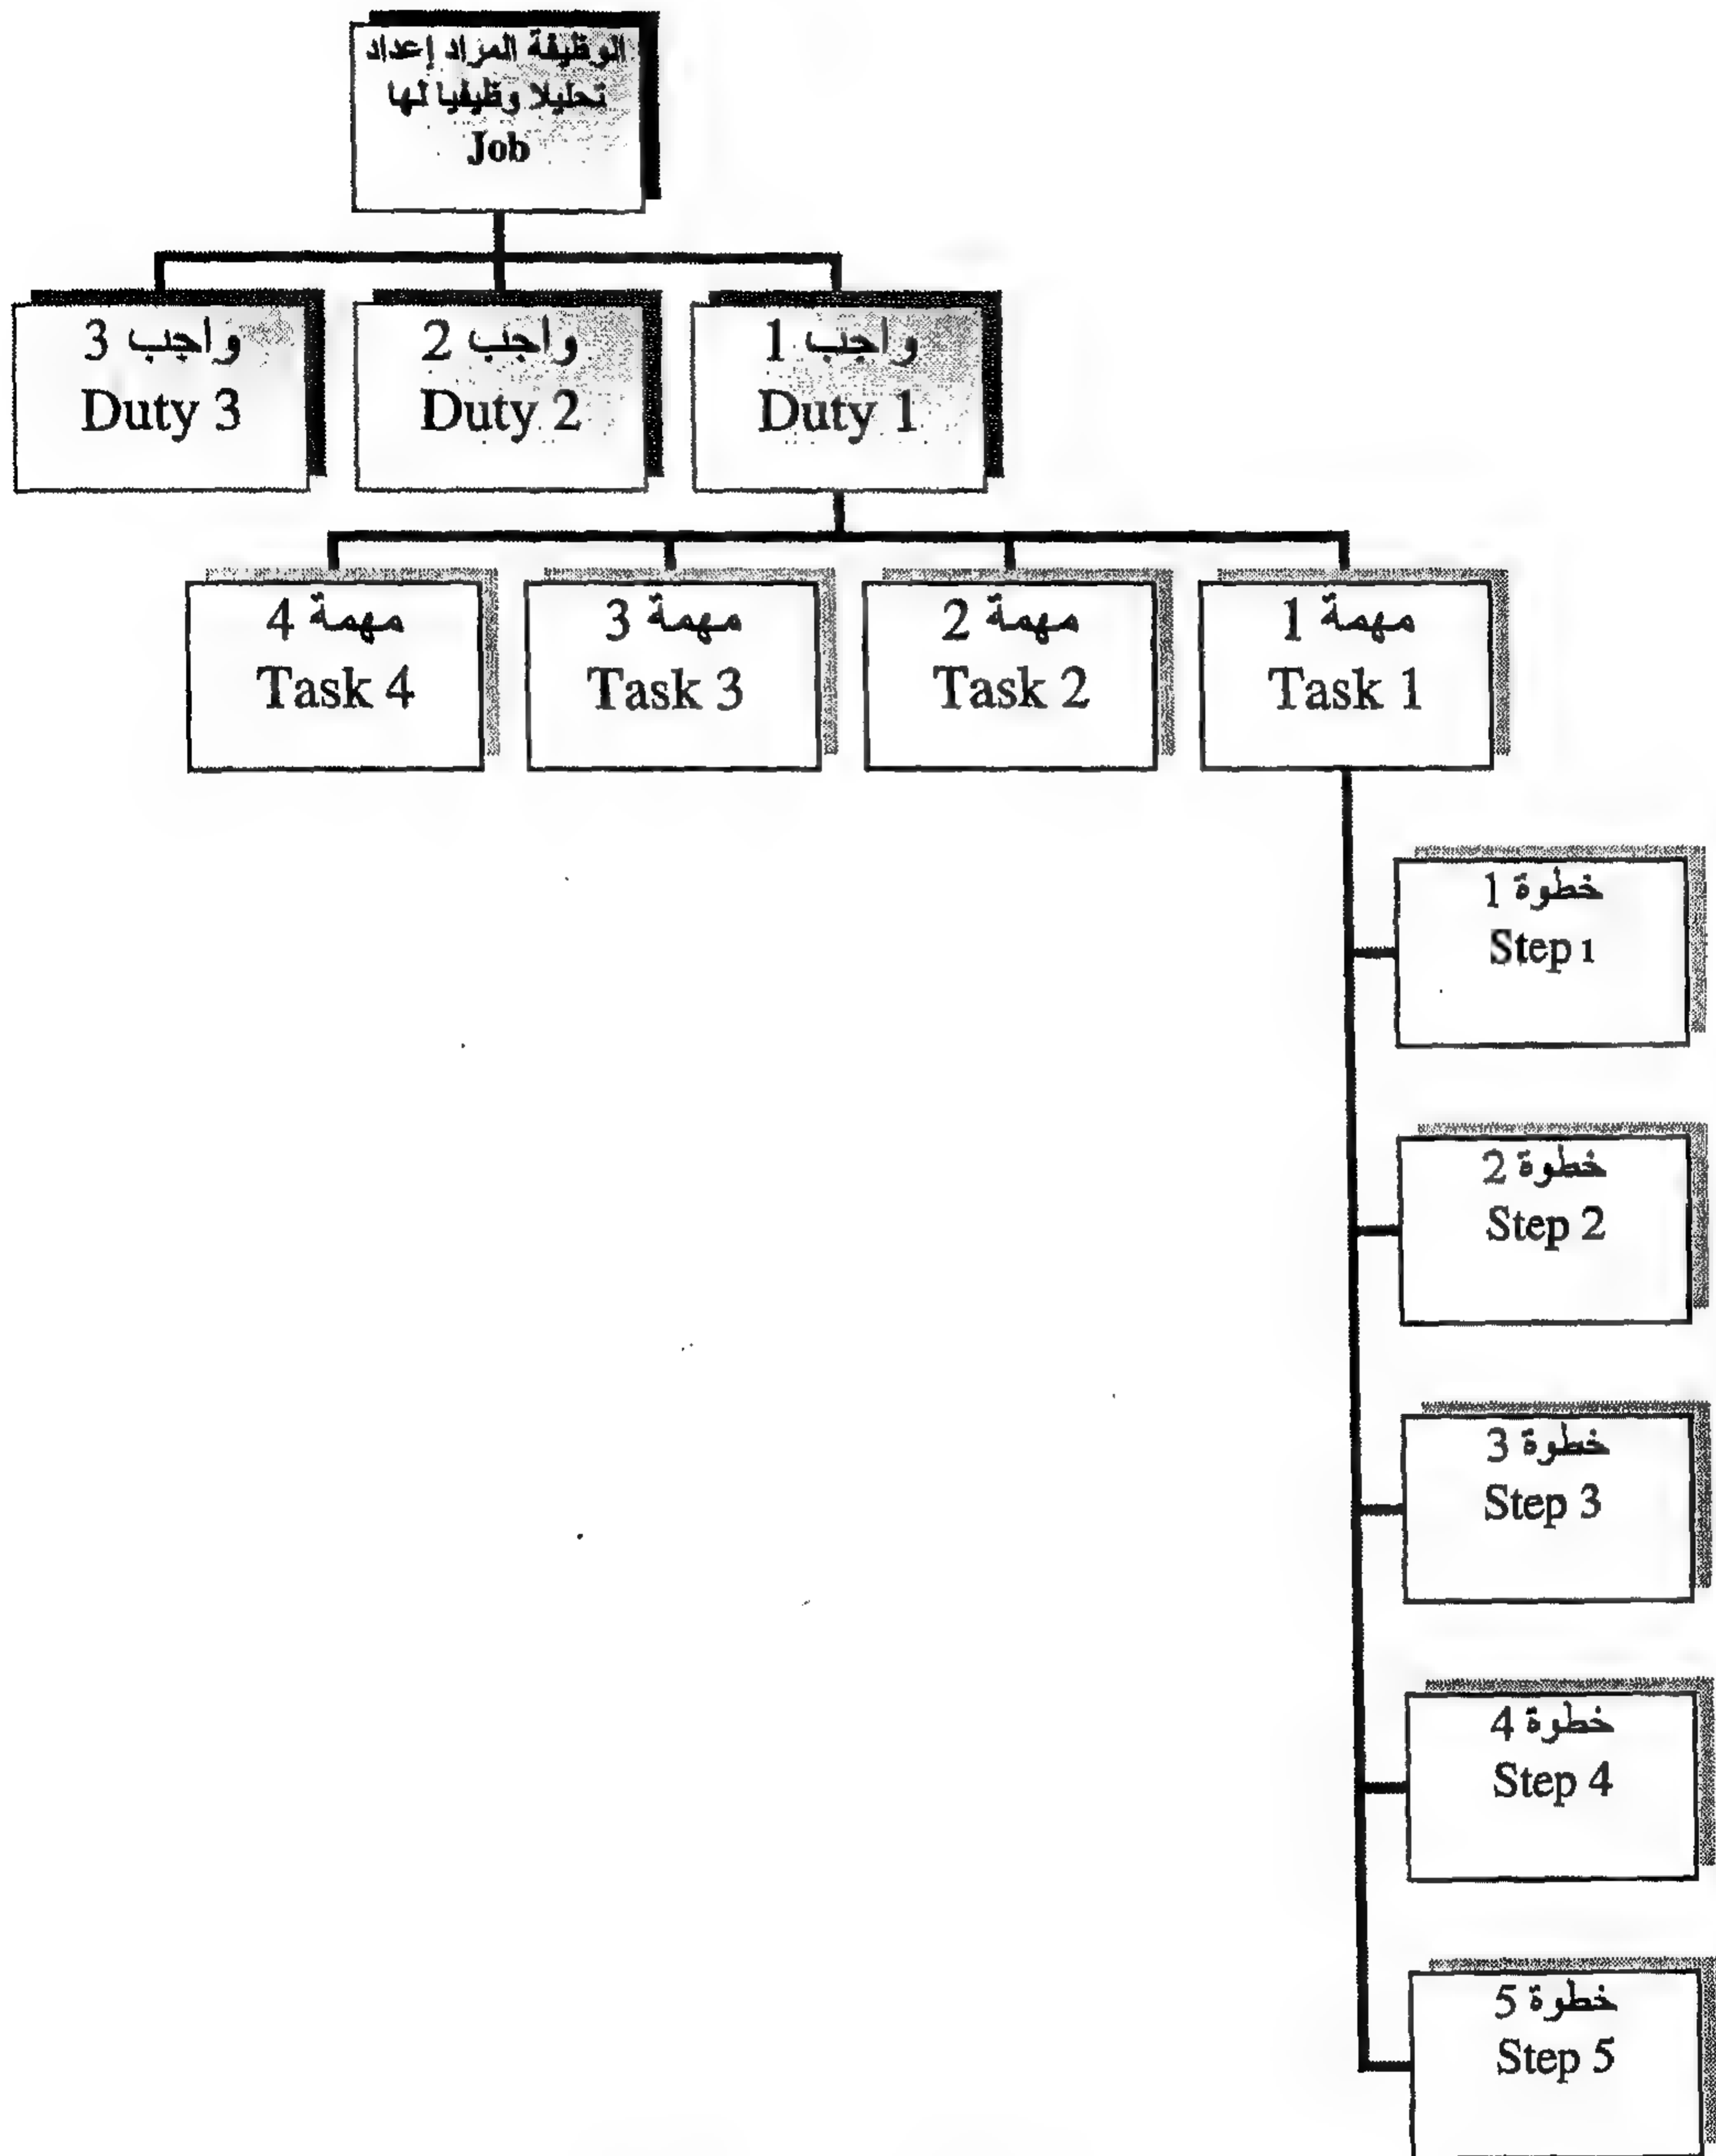 الوظيفة المراد إعداد
تحليلا وظيفيا لها
Job
واجب 1
Duty 1
واجب 2
Duty 2
واجب 3
Duty 3
مهمة 1
Task 1
مهمة 2
Task 2
مهمة 3
Task 3
مهمة 4
Task 4
خطوة 1
Step 1
خطوة 2
Step 2
خطوة 3
Step 3
خطوة 4
Step 4
خطوة 5
Step 5